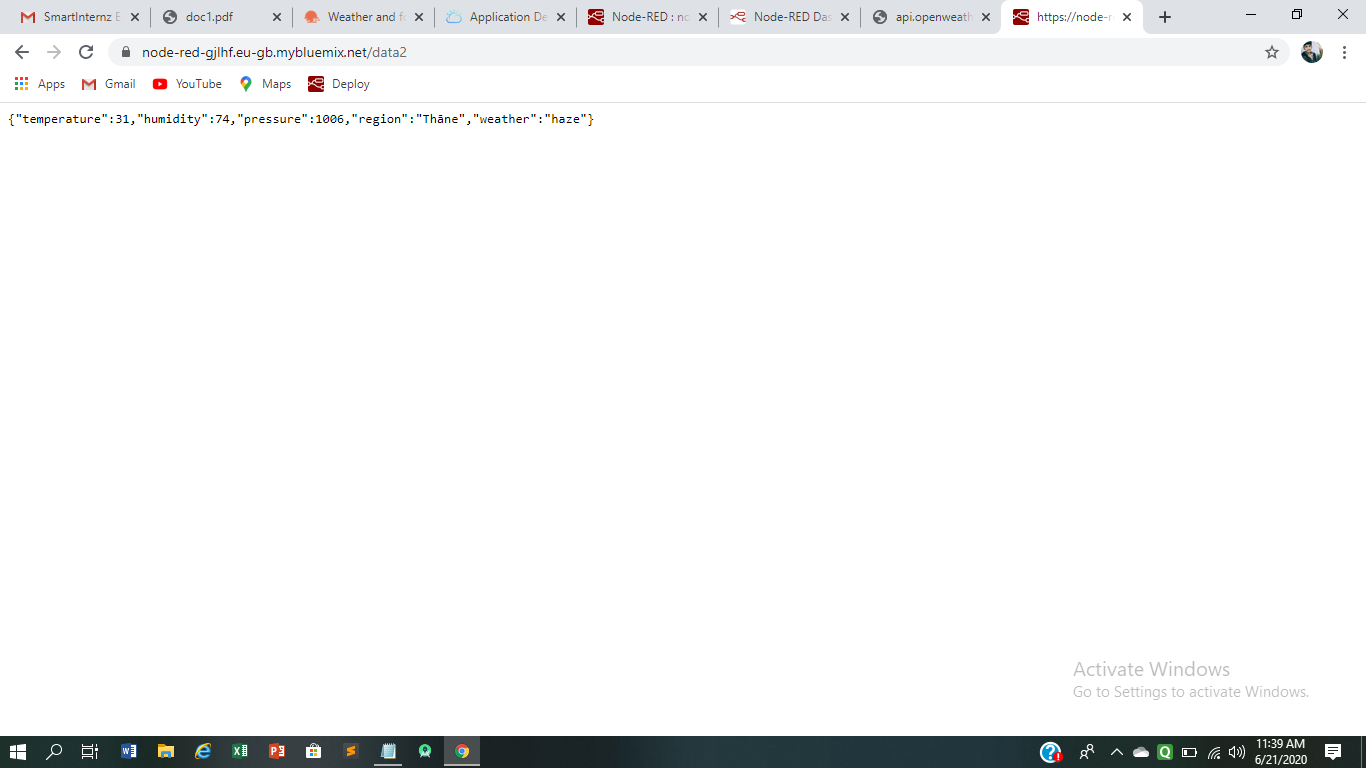 SmartInternz E
doc1.pdf
Weather and f
Application De
Node-RED : no
Node-RED Das
api.openweath
https://node-r
node-red-gjlhf.eu-gb.mybluemix.net/data2
Apps
Gmail
YouTube
Maps
Deploy
{"temperature":31,"humidity":74,"pressure":1006,"region":"Thāne","weather":"haze"}
Activate Windows
Go to Settings to activate Windows.
11:39 AM
6/21/2020